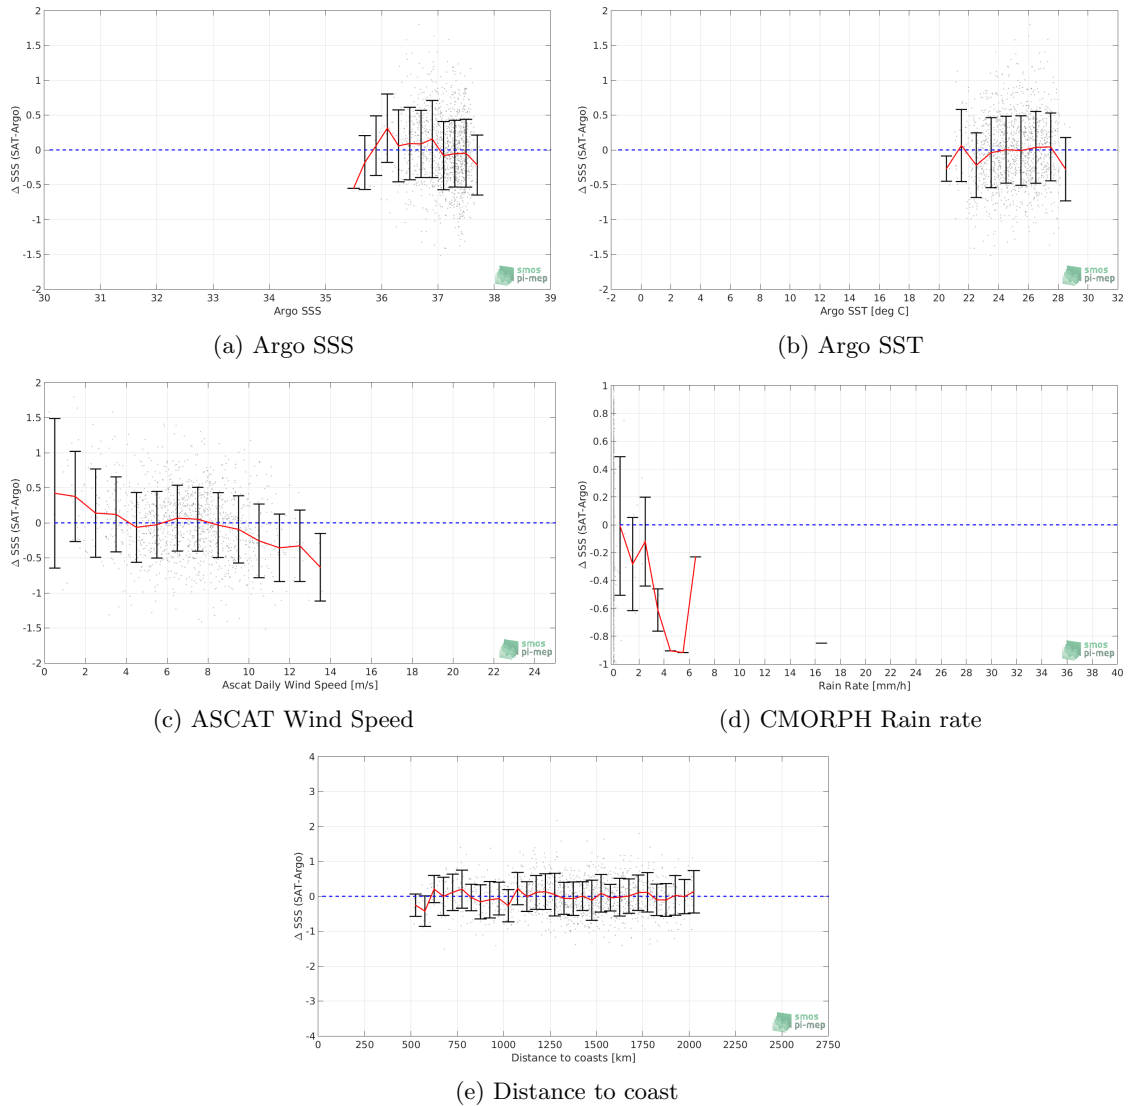 2
1.5
1
0.5
0
-0.5
-1
-1.5
-2
Δ SSS (SAT-Argo)
30 31 32 33 34 35 36 37 38 39
Argo SSS
smos
pi-mep
(a) Argo SSS
2
1.5
1
0.5
0
-0.5
-1
-1.5
-2
Δ SSS (SAT-Argo)
-2 0 2 4 6 8 10 12 14 16 18 20 22 24 26 28 30 32
Argo SST [deg C]
smos
pi-mep
(b) Argo SST
2
1.5
1
0.5
0
-0.5
-1
-1.5
-2
Δ SSS (SAT-Argo)
0 2 4 6 8 10 12 14 16 18 20 22 24
Ascat Daily Wind Speed [m/s]
smos
pi-mep
(c) ASCAT Wind Speed
1
0.8
0.6
0.4
0.2
0
-0.2
-0.4
-0.6
-0.8
-1
Δ SSS (SAT-Argo)
0 2 4 6 8 10 12 14 16 18 20 22 24 26 28 30 32 34 36 38 40
Rain Rate [mm/h]
smos
pi-mep
(d) CMORPH Rain rate
4
3
2
1
0
-1
-2
-3
-4
Δ SSS (SAT-Argo)
0 250 500 750 1000 1250 1500 1750 2000 2250 2500 2750
Distance to coasts [km]
smos
pi-mep
(e) Distance to coast